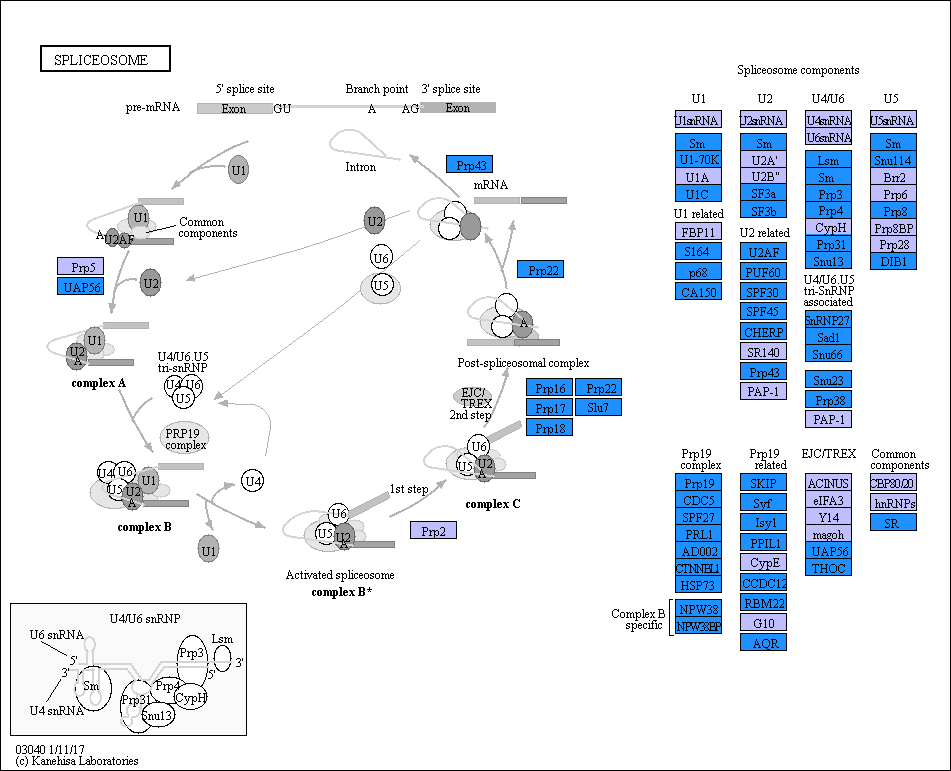 SPLICEOSOME
5' splice site
Branch point
3' splice site
pre-mRNA
Exon
GU
A
AG
Exon
U1
Intron
Prp43
mRNA
U1
A
U2AF
Common
components
U2
U6
U5
Prp5
UAP56
U2
Prp22
U1
U2
A
complex A
U4/U6.U5
tri-snRNP
U4
U6
U5
A
Post-spliceosomal complex
PRP19
complex
EJC/
TREX
2nd step
Prp16
Prp22
Prp17
Slu7
Prp18
U6
U5
U2
A
complex C
U4
U6
U5
U1
U2
A
complex B
U4
U1
1st step
U6
U5
U2
A
Prp2
Activated spliceosome
complex B*
Spliceosome components
U1
U1snRNA
Sm
U1-70K
U1A
U1C
U1 related
FBP11
S164
p68
CA150
U2
U2snRNA
Sm
U2A'
U2B"
SF3a
SF3b
U2 related
U2AF
PUF60
SPF30
SPF45
CHERP
SR140
Prp43
PAP-1
U4/U6
U4snRNA
U6snRNA
Lsm
Sm
Prp3
Prp4
CypH
Prp31
Snu13
U4/U6.U5
tri-SnRNP
associated
SnRNP27
Sad1
Snu66
Snu23
Prp38
PAP-1
U5
U5snRNA
Sm
Snu114
Brr2
Prp6
Prp8
Prp8BP
Prp28
DIB1
Prp19
complex
Prp19
CDC5
SPF27
PRL1
AD002
CTNNBL1
HSP73
Complex B
specific
NPW38
NPW38BP
Prp19
related
SKIP
Syf
Isy1
PPIL1
CypE
CCDC12
RBM22
G10
AQR
EJC/TREX
ACINUS
eIFA3
Y14
magoh
UAP56
THOC
Common
components
CBP80/20
hnRNPs
SR
U4/U6 snRNP
U6 snRNA
5'
3'
U4 snRNA
Sm
Prp3
Lsm
3'
5'
Prp4
Prp31
CypH
Snu13
03040 1/11/17
(c) Kanehisa Laboratories